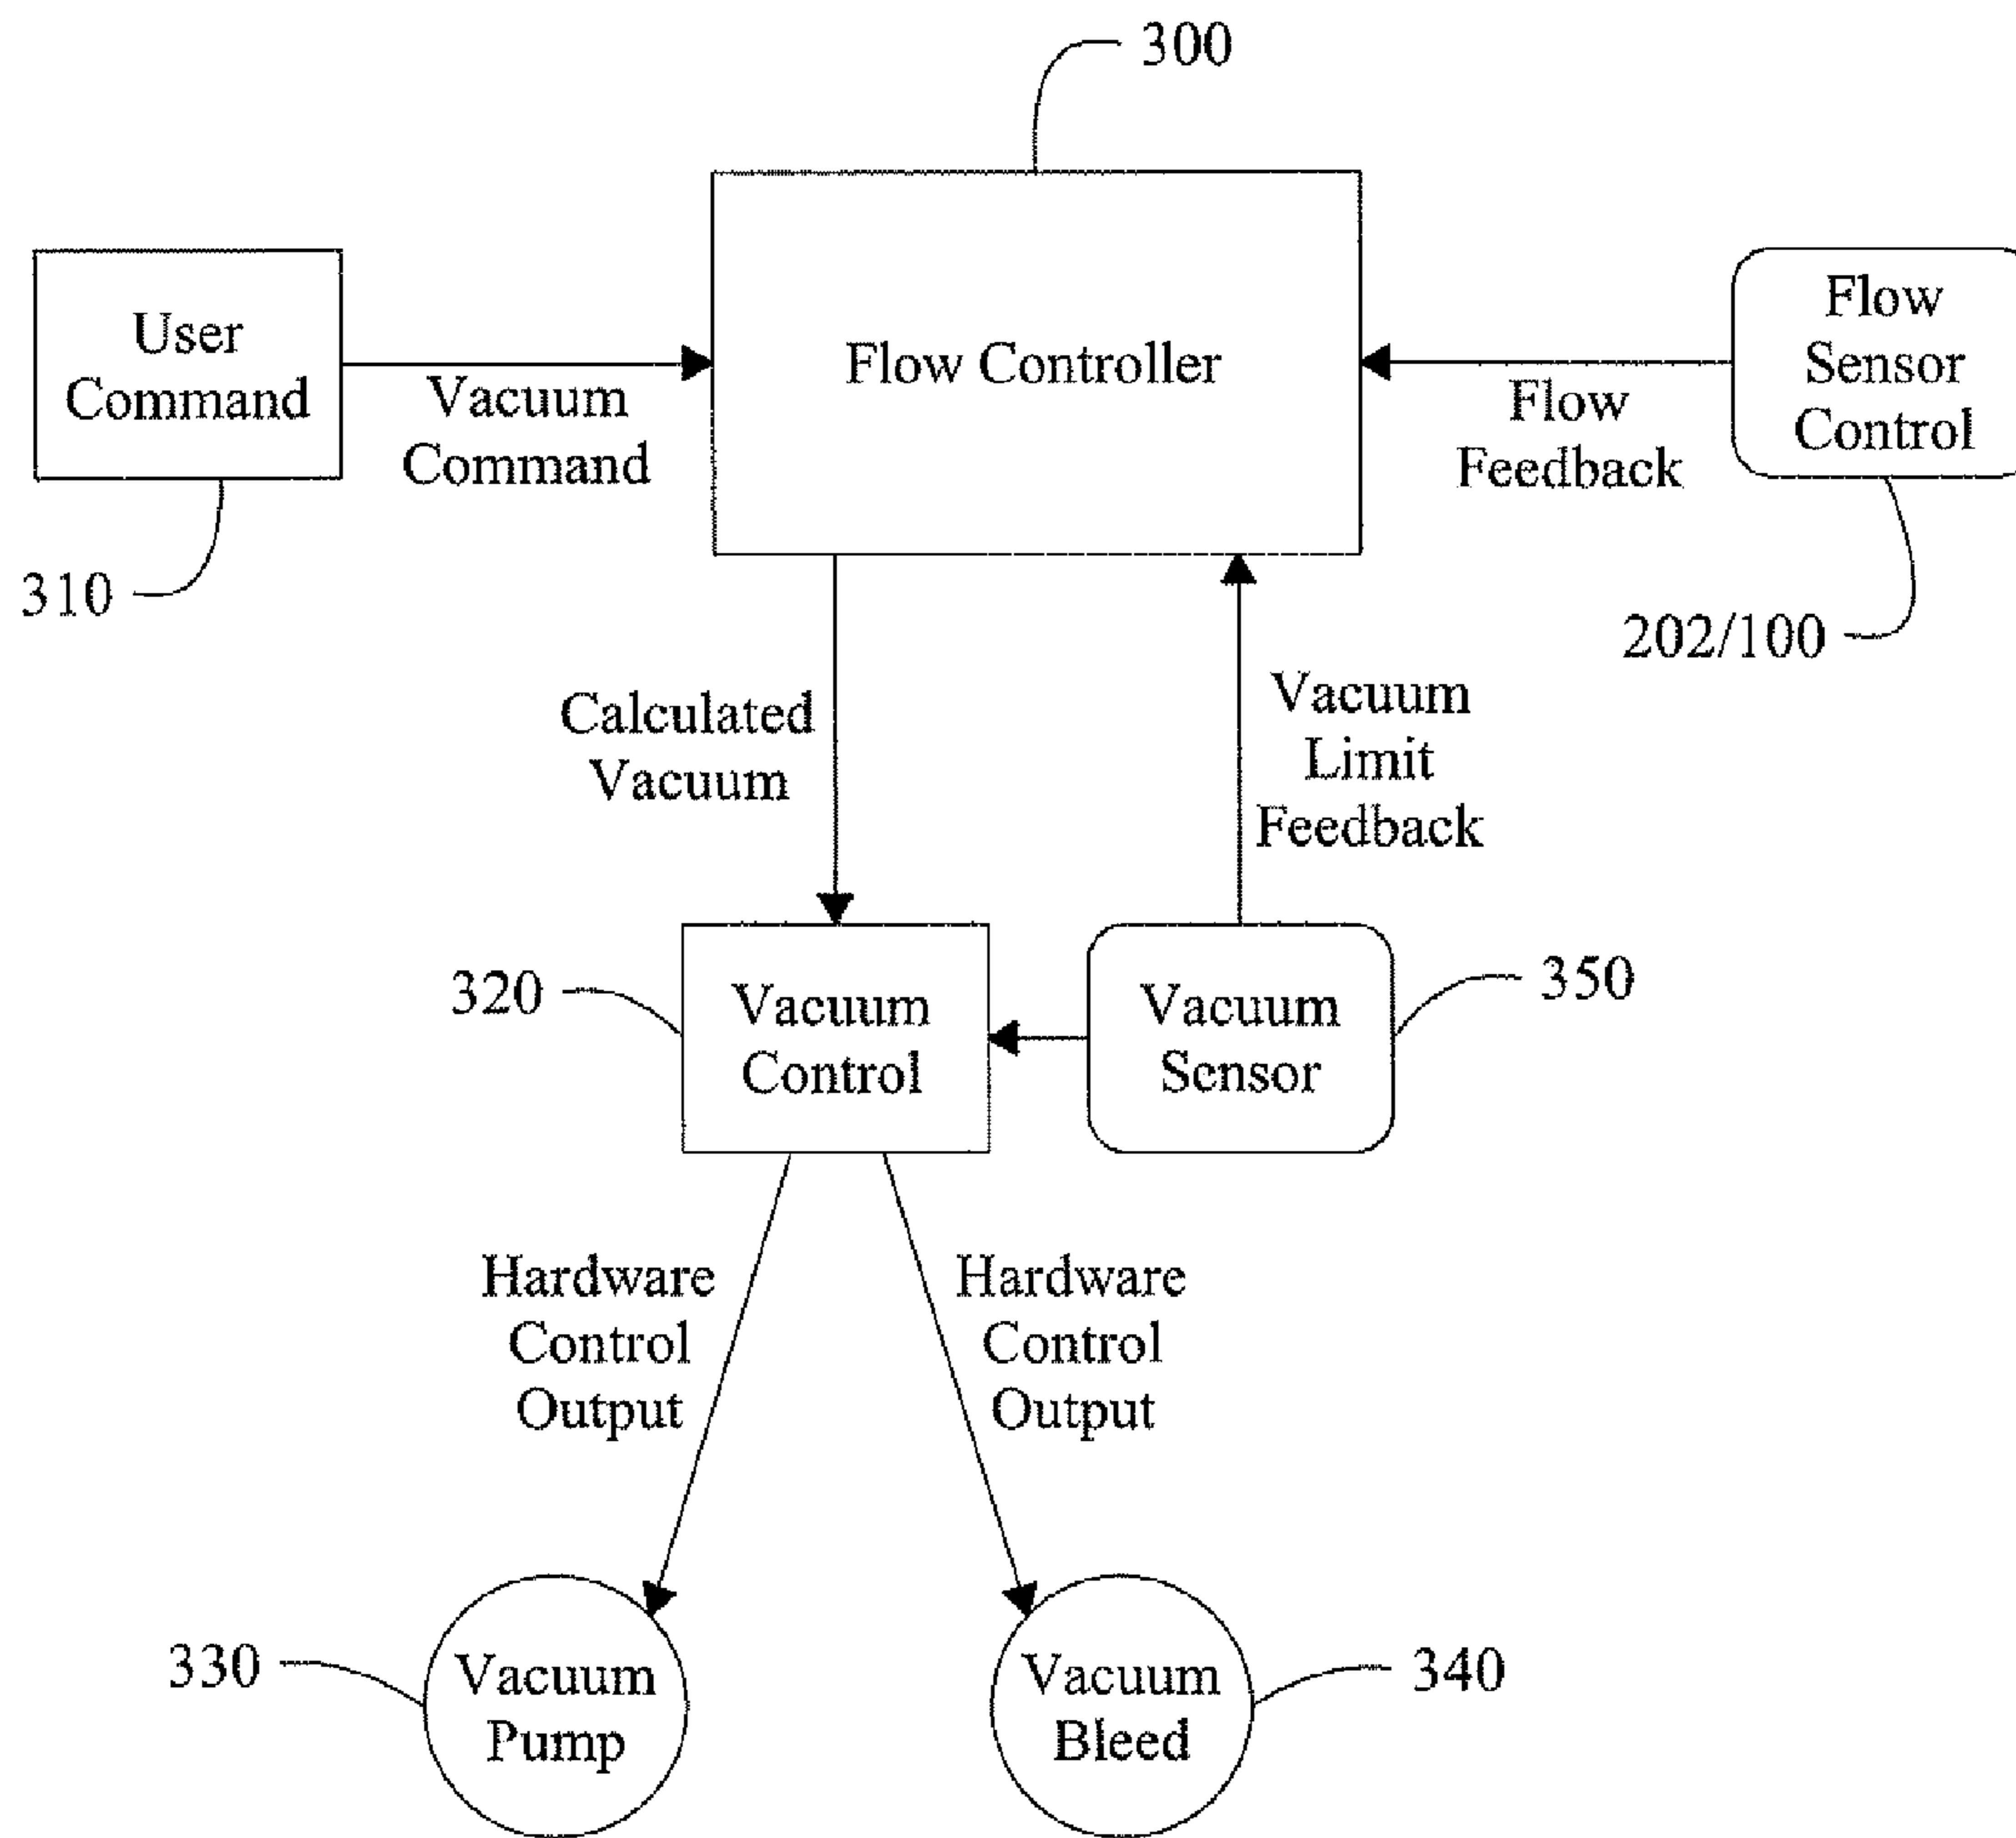 300
User
Command
Vacuum
Command
310
Flow Controller
Flow
Feedback
Flow
Sensor
Control
202/100
Calculated
Vacuum
Vacuum
Limit
Feedback
320
Vacuum
Control
Vacuum
Sensor
350
Hardware
Control
Output
Hardware
Control
Output
330
Vacuum
Pump
Vacuum
Bleed
340